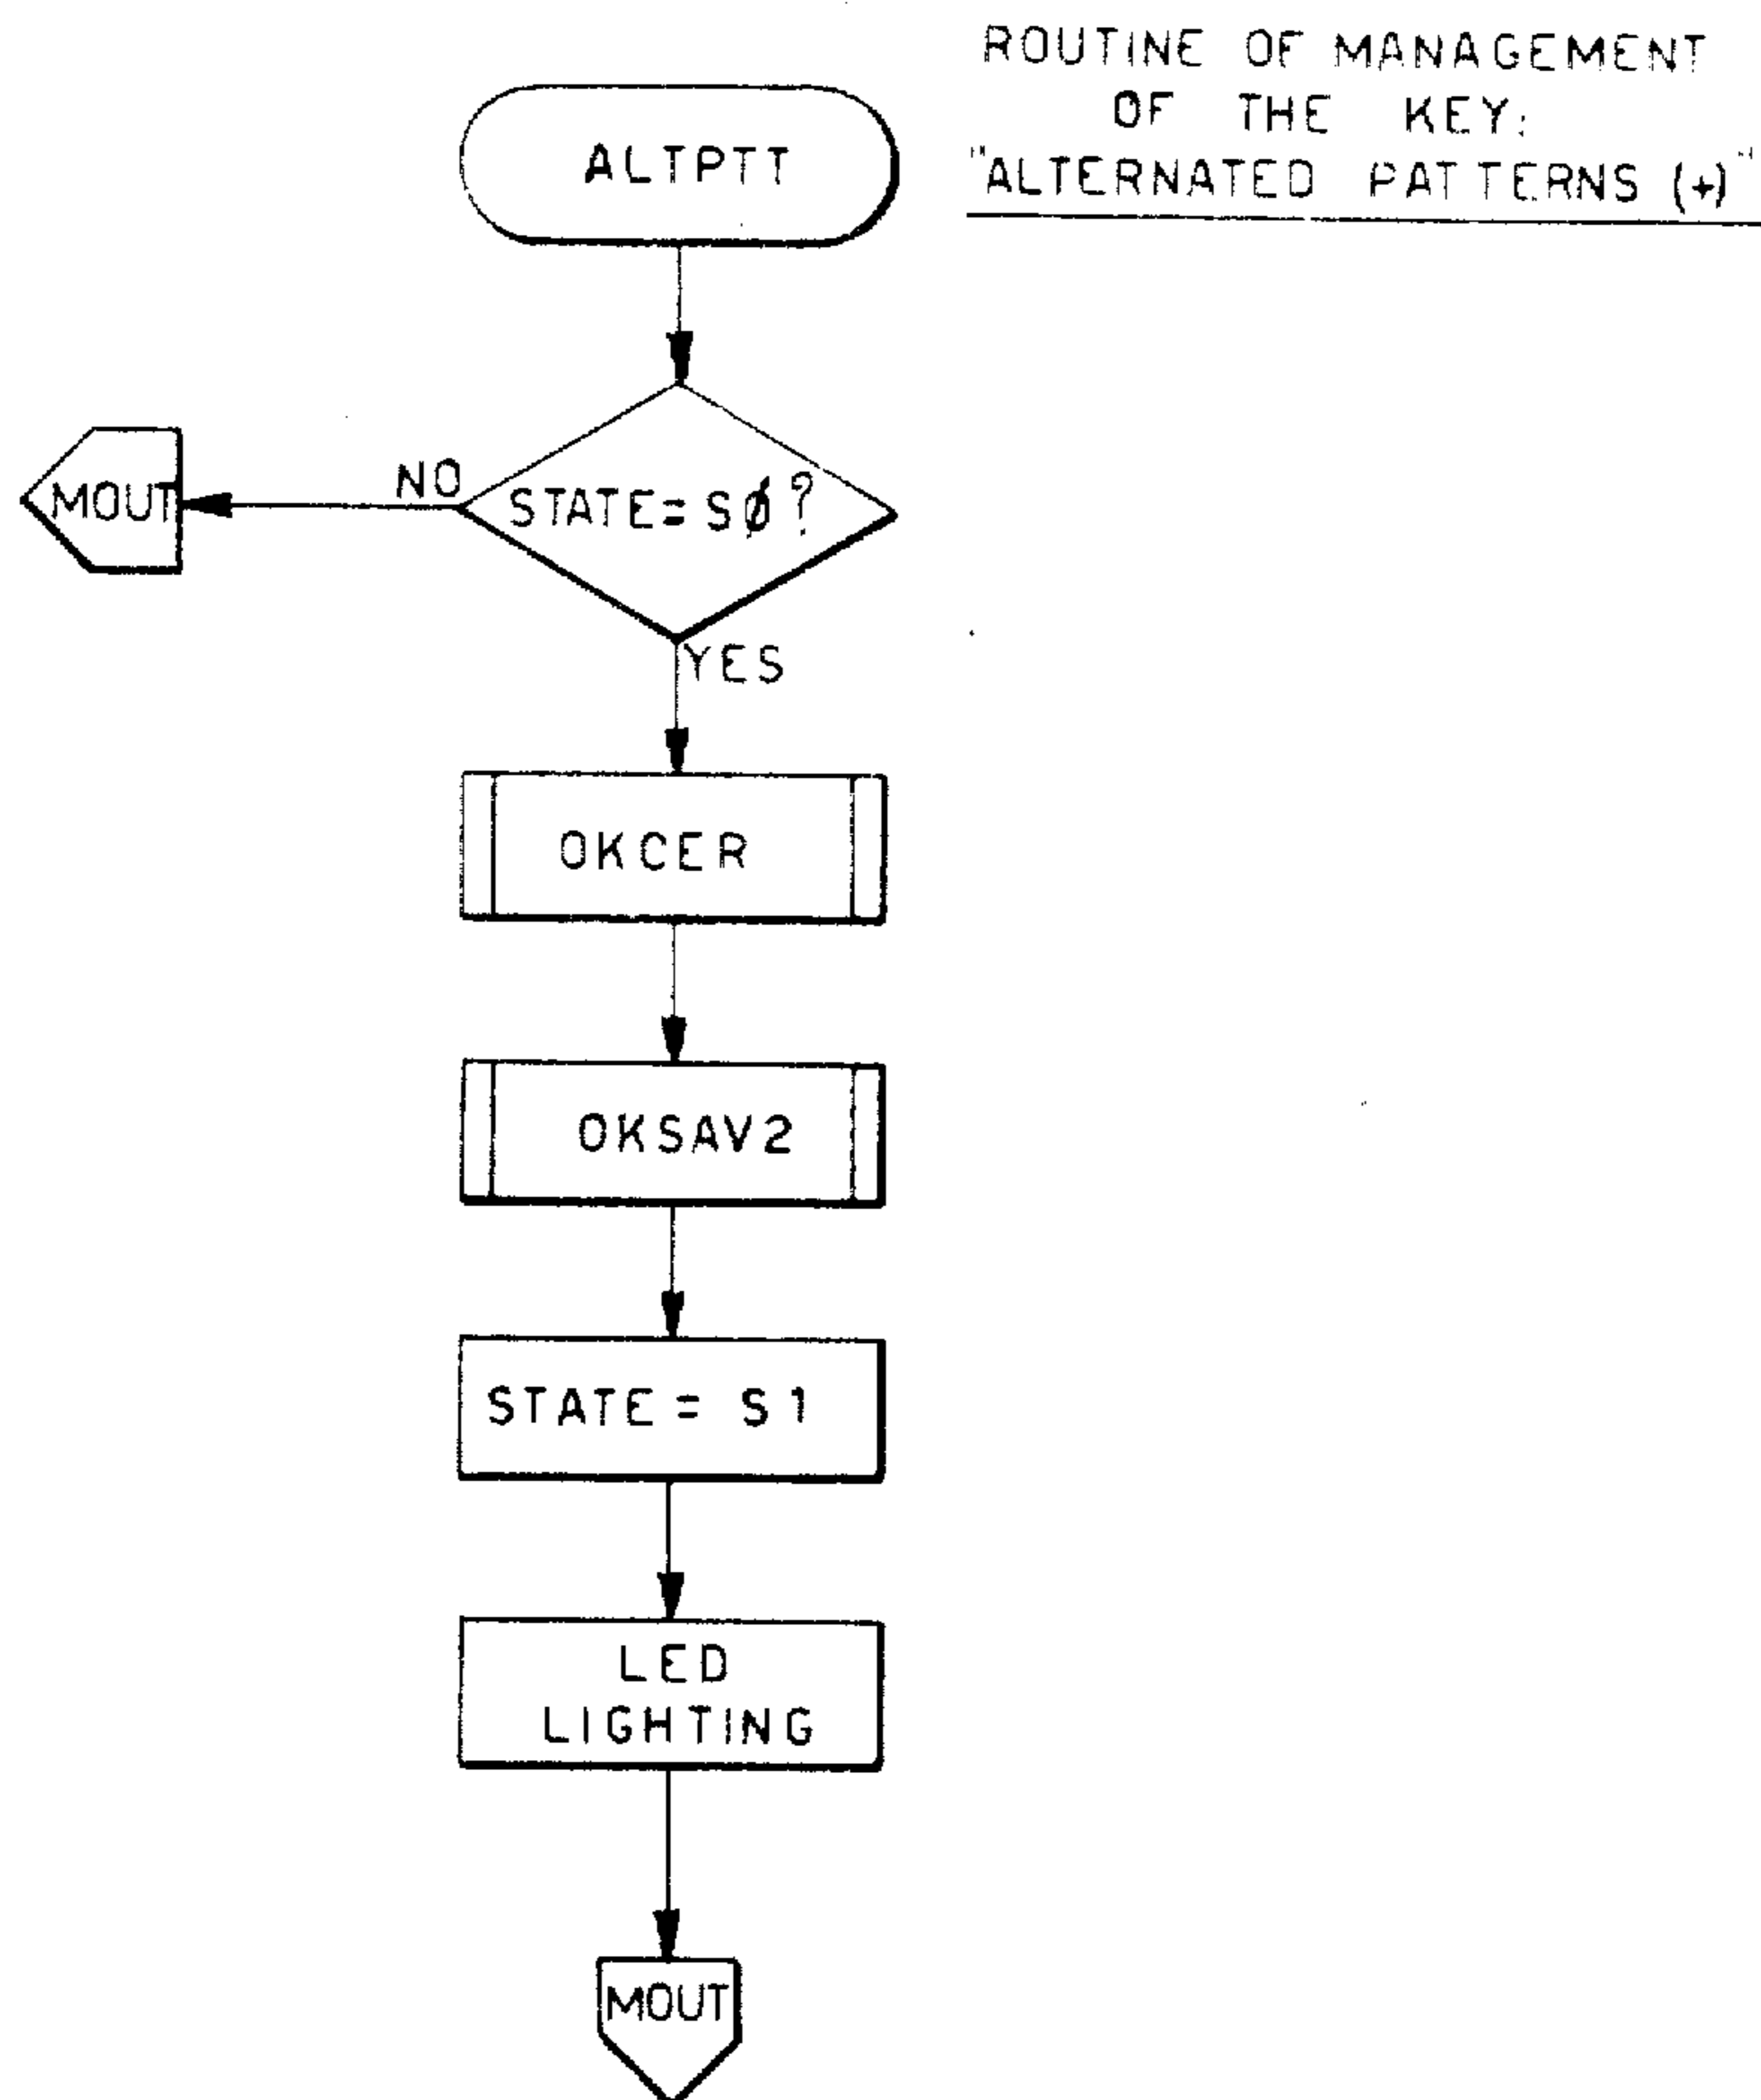 ROUTINE OF MANAGEMENT
OF THE KEY:
"ALTERNATED PATTERNS (+)"
ALTPTT
STATE = SØ?
NO
MOUT
YES
OKCER
OKSAV2
STATE = S1
LED
LIGHTING
MOUT